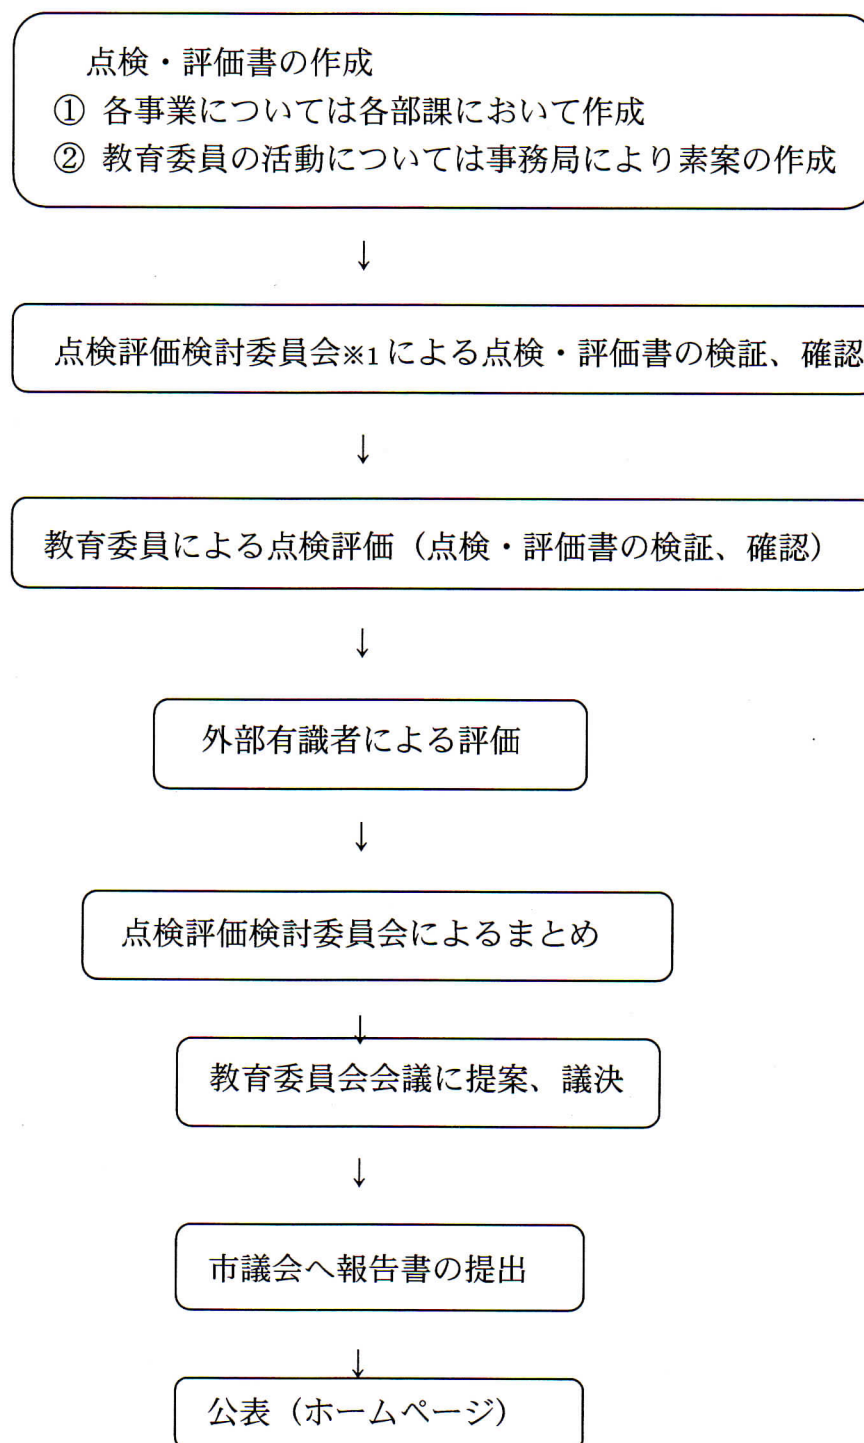 点検・評価書の作成
① 各事業については各部課において作成
② 教育委員の活動については事務局により素案の作成
↓
点検評価検討委員会※1による点検・評価書の検証、確認
↓
教育委員による点検評価（点検・評価書の検証、確認）
↓
外部有識者による評価
↓
点検評価検討委員会によるまとめ
↓
教育委員会会議に提案、議決
↓
市議会へ報告書の提出
↓
公表（ホームページ）